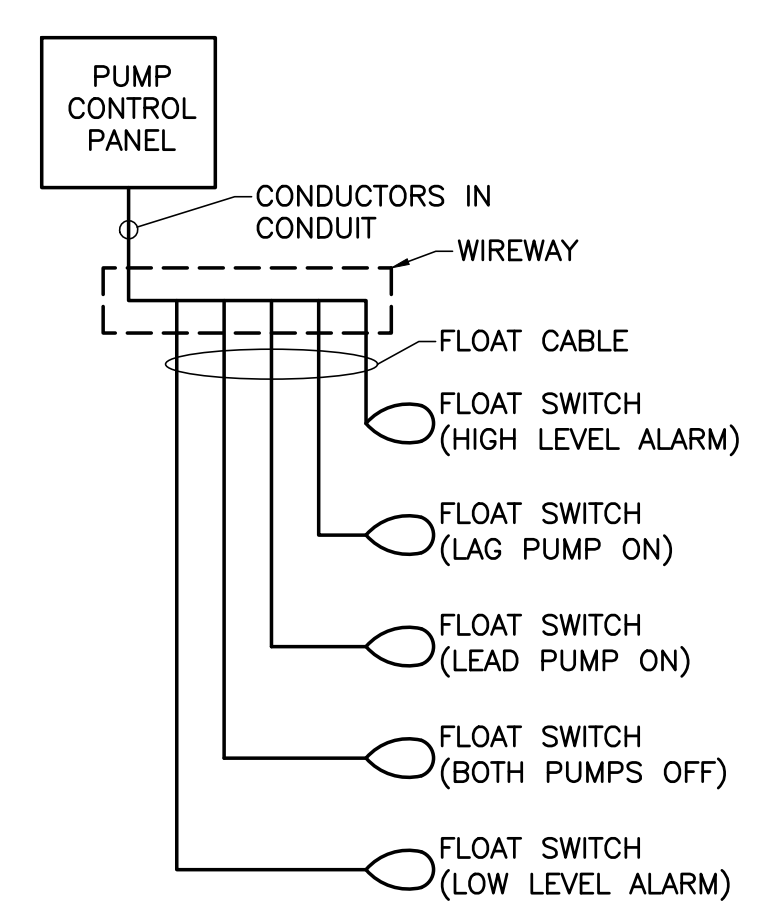 PUMP
CONTROL
PANEL
CONDUCTORS IN
CONDUIT
WIREWAY
FLOAT CABLE
FLOAT SWITCH
(HIGH LEVEL ALARM)
FLOAT SWITCH
(LAG PUMP ON)
FLOAT SWITCH
(LEAD PUMP ON)
FLOAT SWITCH
(BOTH PUMPS OFF)
FLOAT SWITCH
(LOW LEVEL ALARM)